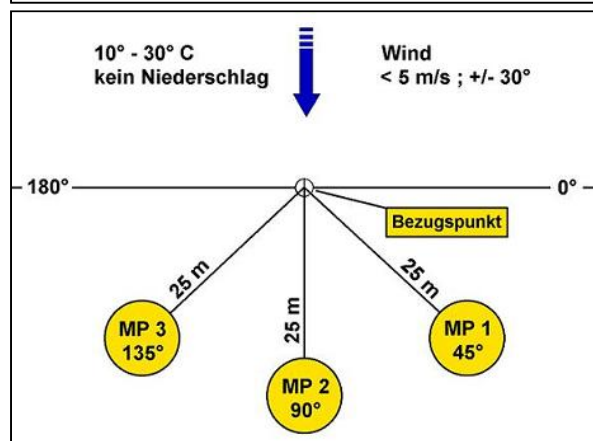 10° - 30° C
kein Niederschlag
Wind
< 5 m/s ; +/- 30°
180°
0°
Bezugspunkt
25 m
25 m
25 m
MP 3
135°
MP 2
90°
MP 1
45°